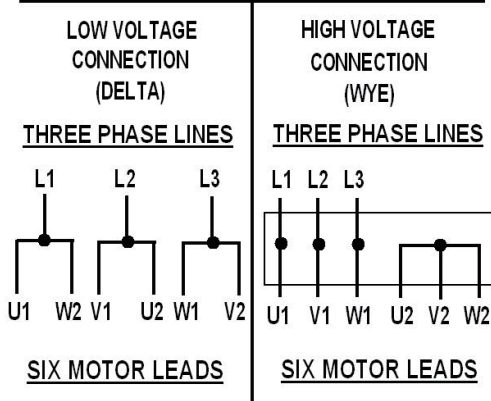 LOW VOLTAGE
CONNECTION
(DELTA)
THREE PHASE LINES
L1 L2 L3
U1 W2 V1 U2 W1 V2
SIX MOTOR LEADS
HIGH VOLTAGE
CONNECTION
(WYE)
THREE PHASE LINES
L1 L2 L3
U1 V1 W1 U2 V2 W2
SIX MOTOR LEADS